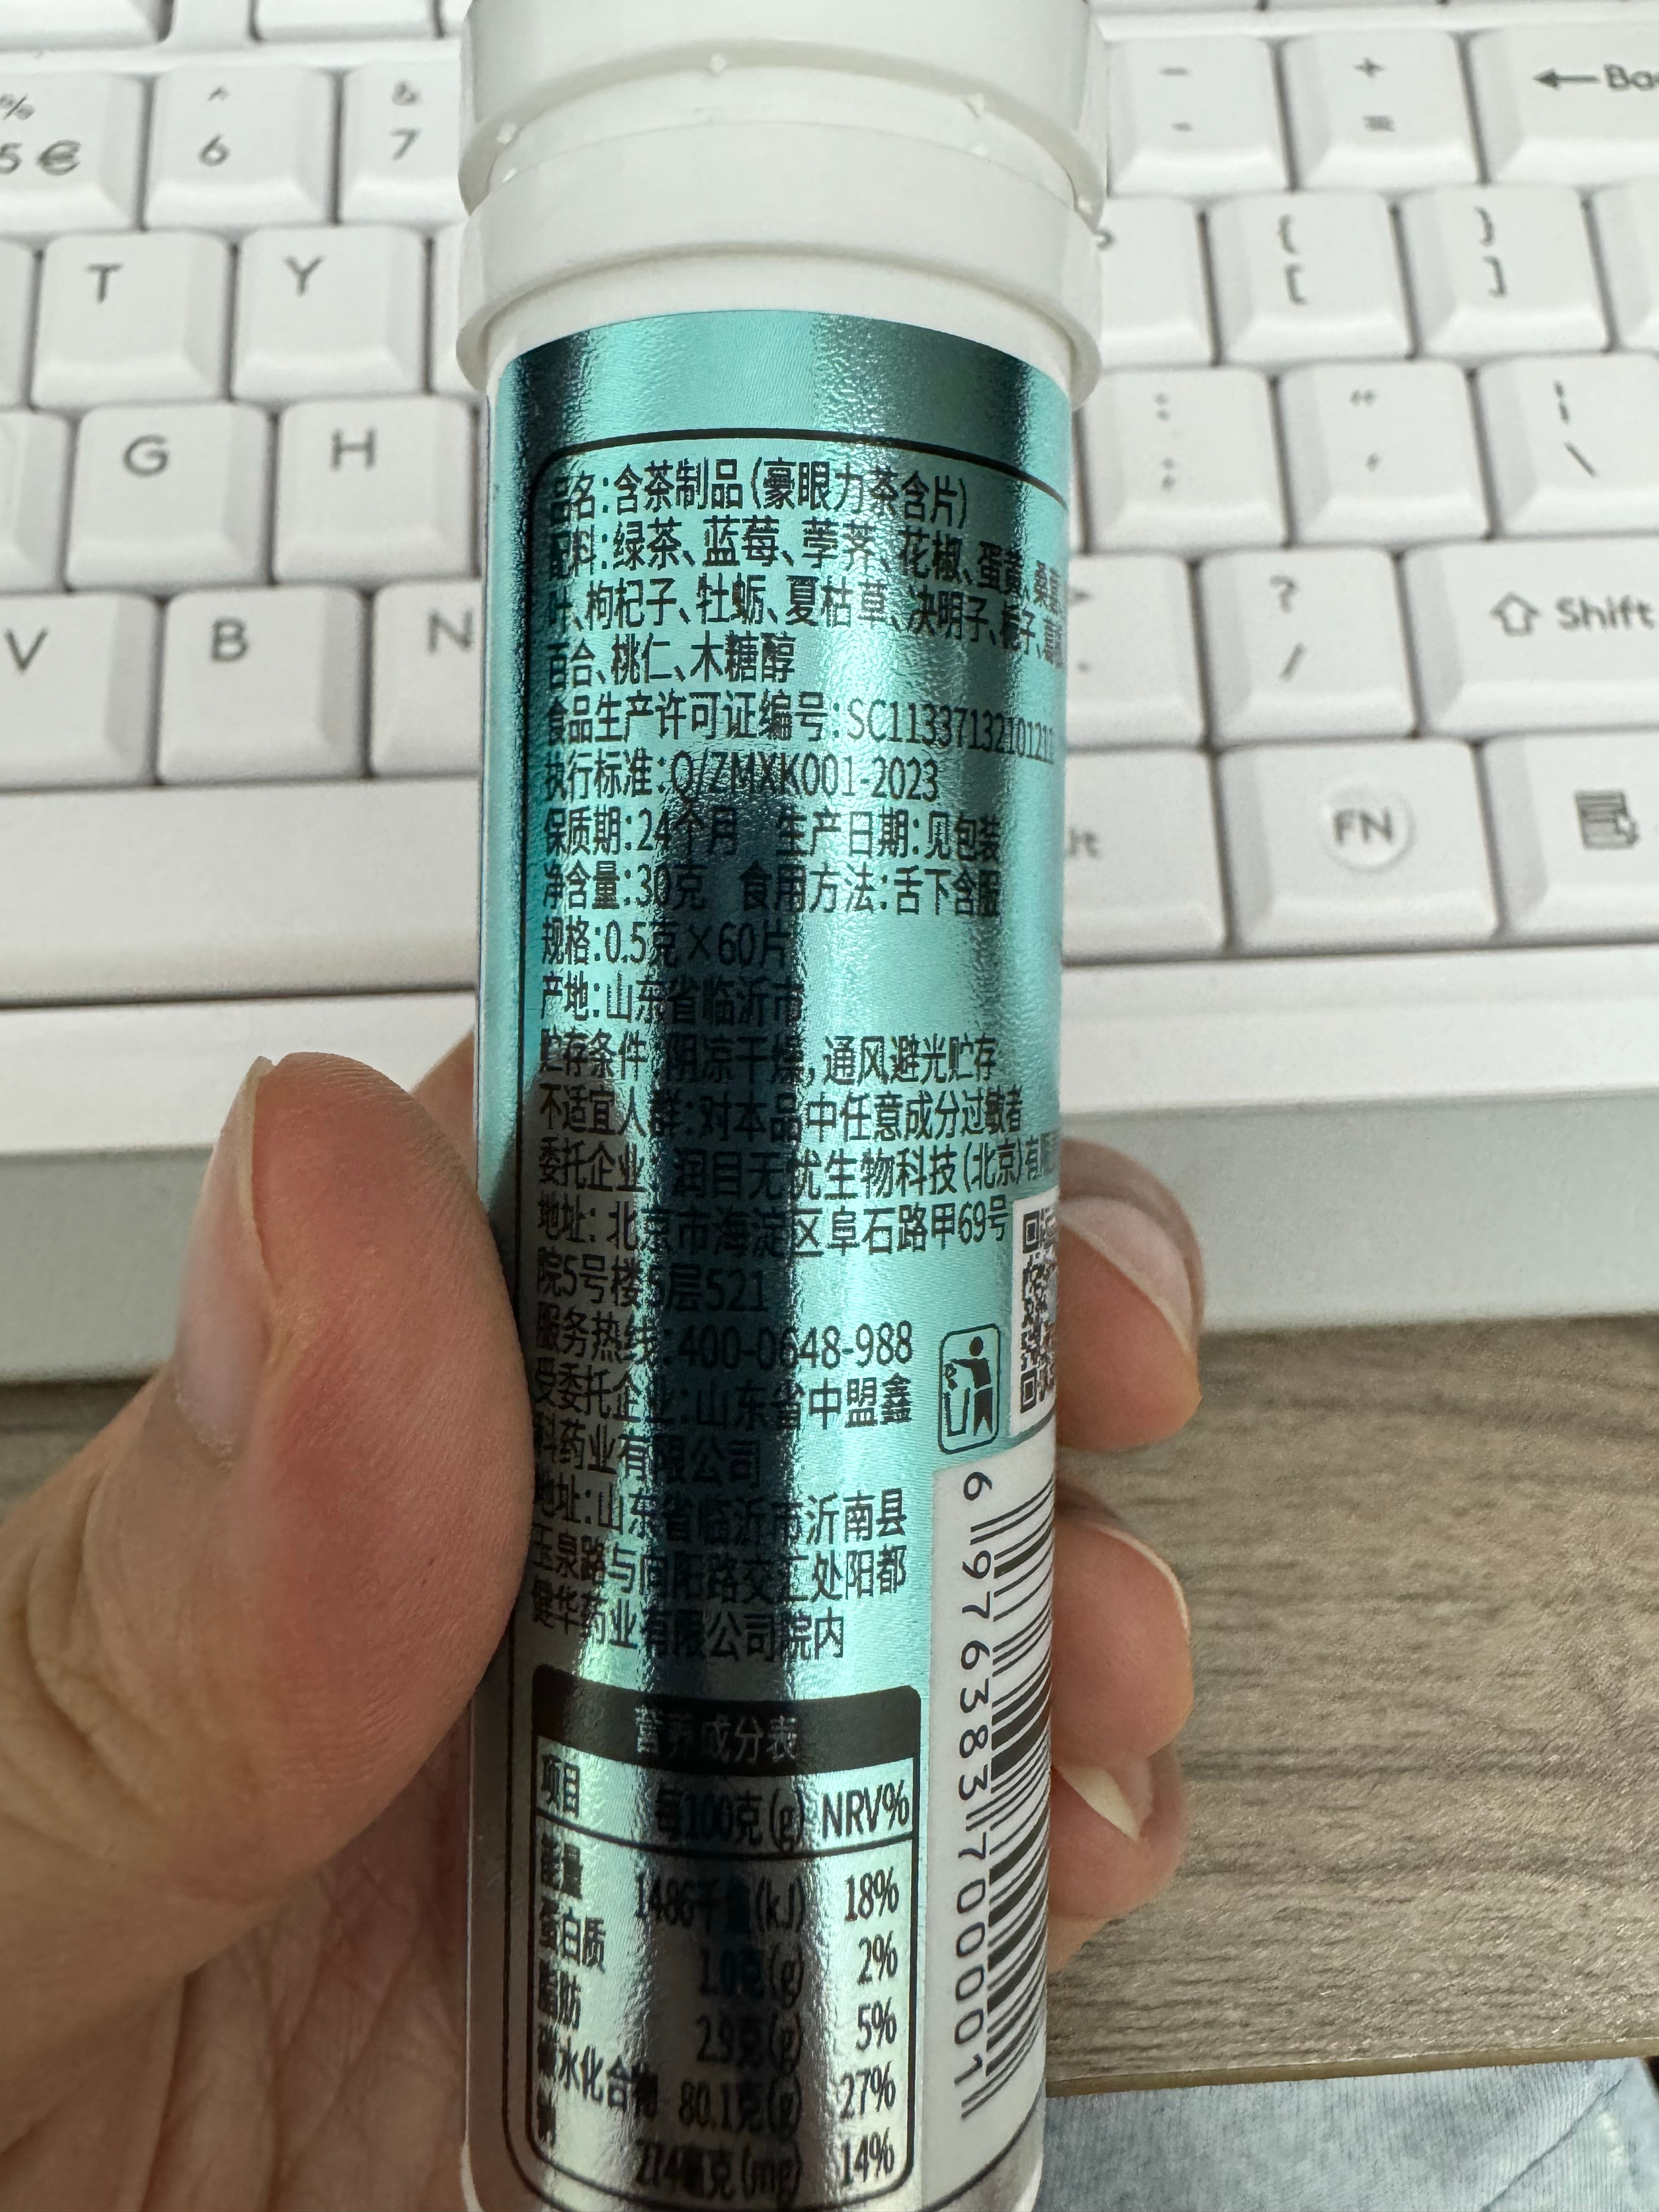 %
5 €
^
6
&
7
-
-
+
=
T
Y
{
[
}
]
G
H
V
B
N
?
/
Shift
FN
品名:含茶制品(豪眼力茶含片)
配料:绿茶、蓝莓、荸荠、花椒、蛋黄、桑
叶、枸杞子、牡蛎、夏枯草、决明子、栀子、
百合、桃仁、木糖醇
食品生产许可证编号:SC1133713210121
执行标准:Q/ZMXK001-2023
保质期:24个月 生产日期:见包装
净含量:30克 食用方法:舌下含服
规格:0.5克×60片
产地:山东省临沂市
贮存条件:阴凉干燥,通风避光贮存
不适宜人群:对本品中任意成分过敏者
委托企业:润目无忧生物科技(北京)有限
地址:北京市海淀区阜石路甲69号
院5号楼5层521
服务热线:400-0648-988
受委托企业:山东省中盟鑫
科药业有限公司
地址:山东省临沂市沂南县
玉泉路与向阳路交汇处阳都
健华药业有限公司院内
营养成分表
项目 每100克(g) NRV%
能量 1486千焦(kJ) 18%
蛋白质 1.0克(g) 2%
脂肪 2.9克(g) 5%
碳水化合物 80.1克(g) 27%
钠 214毫克(mg) 14%
6 976383 700001